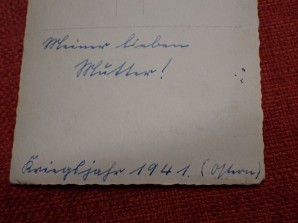 Meiner lieben
Mutter!
Kriegsjahr 1941. (Ostern)